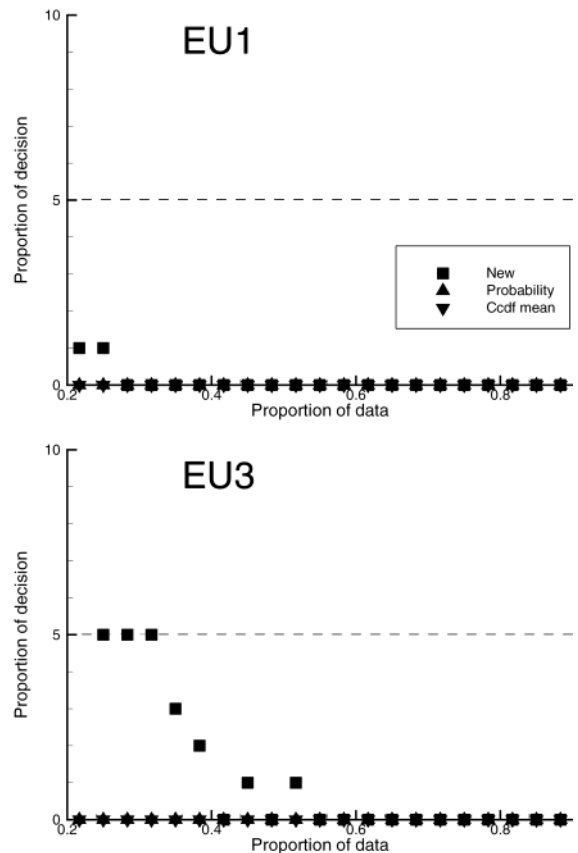 EU1
10
5
0
Proportion of decision
New
Probability
Ccdf mean
0.2
0.4
0.6
0.8
Proportion of data
EU3
10
5
0
Proportion of decision
0.2
0.4
0.6
0.8
Proportion of data